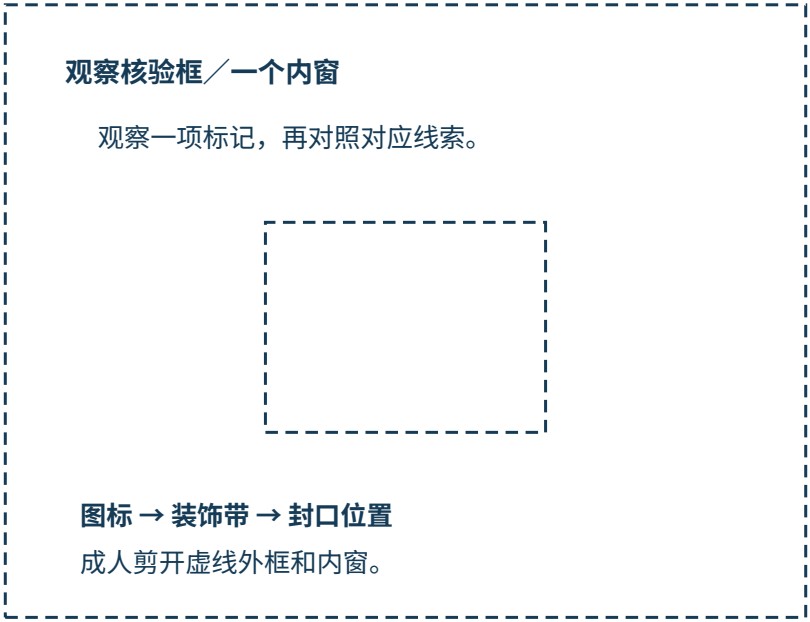 观察核验框／一个内窗
观察一项标记，再对照对应线索。
图标 → 装饰带 → 封口位置
成人剪开虚线外框和内窗。